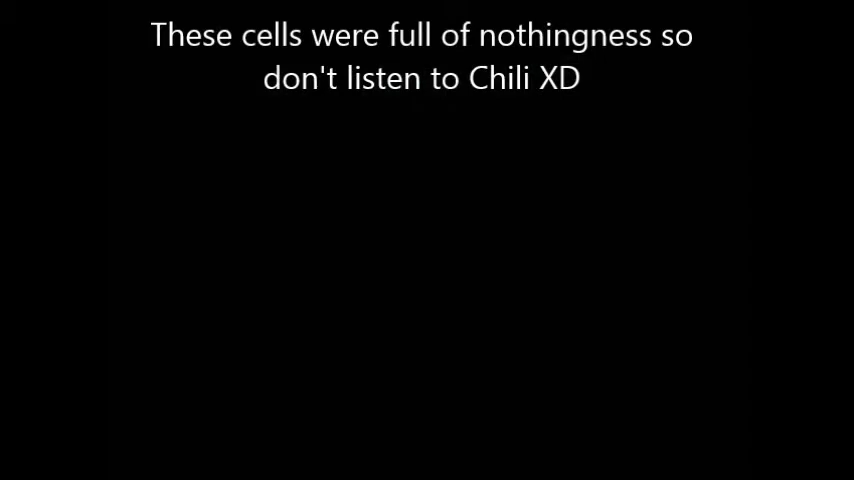 These cells were full of nothingness so
don't listen to Chili XD